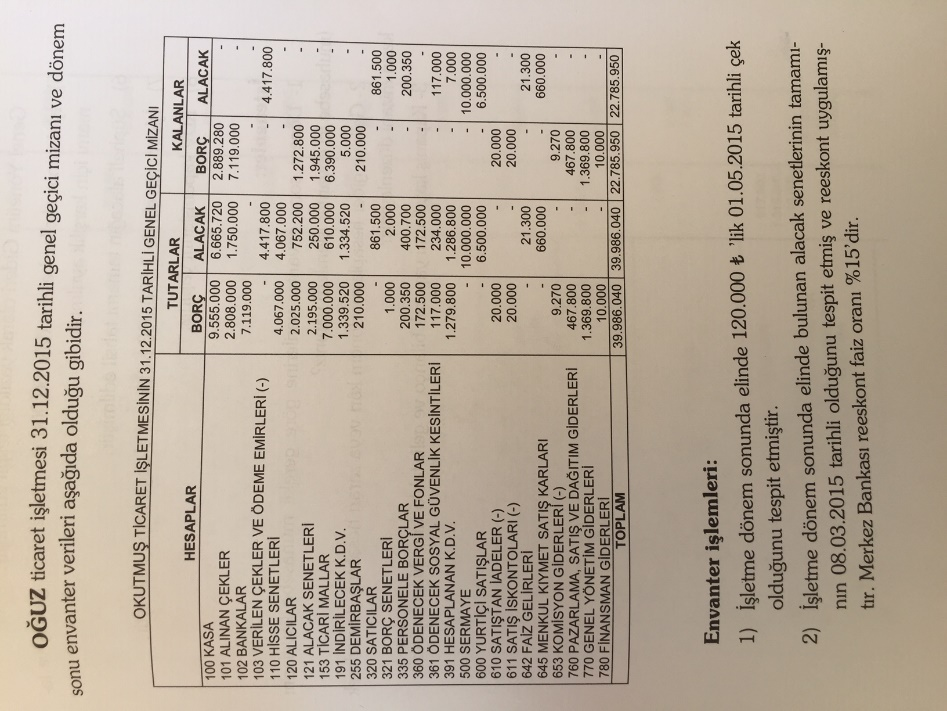 OĞUZ ticaret işletmesi 31.12.2015 tarihli genel geçici mizanı ve dönem
sonu envanter verileri aşağıda olduğu gibidir.
OKUTMUŞ TİCARET İŞLETMESİNİN 31.12.2015 TARİHLİ GENEL GEÇİCİ MİZANI
HESAPLAR TUTARLAR KALANLAR
BORÇ ALACAK BORÇ ALACAK
100 KASA 9.555.000 6.665.720 2.889.280 -
101 ALINAN ÇEKLER 2.808.000 1.750.000 7.119.000 -
102 BANKALAR 7.119.000 -
103 VERİLEN ÇEKLER VE ÖDEME EMİRLERİ (-) - 4.417.800 - 4.417.800
110 HİSSE SENETLERİ 4.067.000 4.067.000 - -
120 ALICILAR 2.025.000 752.200 1.272.800 -
121 ALACAK SENETLERİ 2.195.000 250.000 1.945.000 -
153 TİCARİ MALLAR 7.000.000 610.000 6.390.000 -
191 İNDİRİLECEK K.D.V. 1.339.520 1.334.520 5.000 -
255 DEMİRBAŞLAR 210.000 - 210.000 -
320 SATICILAR - 861.500 - 861.500
321 BORÇ SENETLERİ 1.000 2.000 - 1.000
335 PERSONELE BORÇLAR 200.350 400.700 - 200.350
360 ÖDENECEK VERGİ VE FONLAR 172.500 172.500 - -
361 ÖDENECEK SOSYAL GÜVENLİK KESİNTİLERİ 117.000 234.000 - 117.000
391 HESAPLANAN K.D.V. 1.279.800 1.286.800 - 7.000
500 SERMAYE - 10.000.000 - 10.000.000
600 YURTİÇİ SATIŞLAR - 6.500.000 - 6.500.000
610 SATIŞTAN İADELER (-) 20.000 - 20.000 -
611 SATIŞ İSKONTOLARI (-) 20.000 - 20.000 -
642 FAİZ GELİRLERİ - 21.300 - 21.300
645 MENKUL KIYMET SATIŞ KARLARI - 660.000 - 660.000
653 KOMİSYON GİDERLERİ (-) 9.270 - 9.270 -
760 PAZARLAMA, SATIŞ VE DAĞITIM GİDERLERİ 467.800 - 467.800 -
770 GENEL YÖNETİM GİDERLERİ 1.369.800 - 1.369.800 -
780 FİNANSMAN GİDERLERİ 10.000 - 10.000 -
TOPLAM 39.986.040 39.986.040 22.785.950 22.785.950
Envanter işlemleri:
1) İşletme dönem sonunda elinde 120.000 ₺ 'lik 01.05.2015 tarihli çek
olduğunu tespit etmiştir.
2) İşletme dönem sonunda elinde bulunan alacak senetlerinin tamamı-
nın 08.03.2015 tarihli olduğunu tespit etmiş ve reeskont uygulamış-
tır. Merkez Bankası reeskont faiz oranı %15'dir.